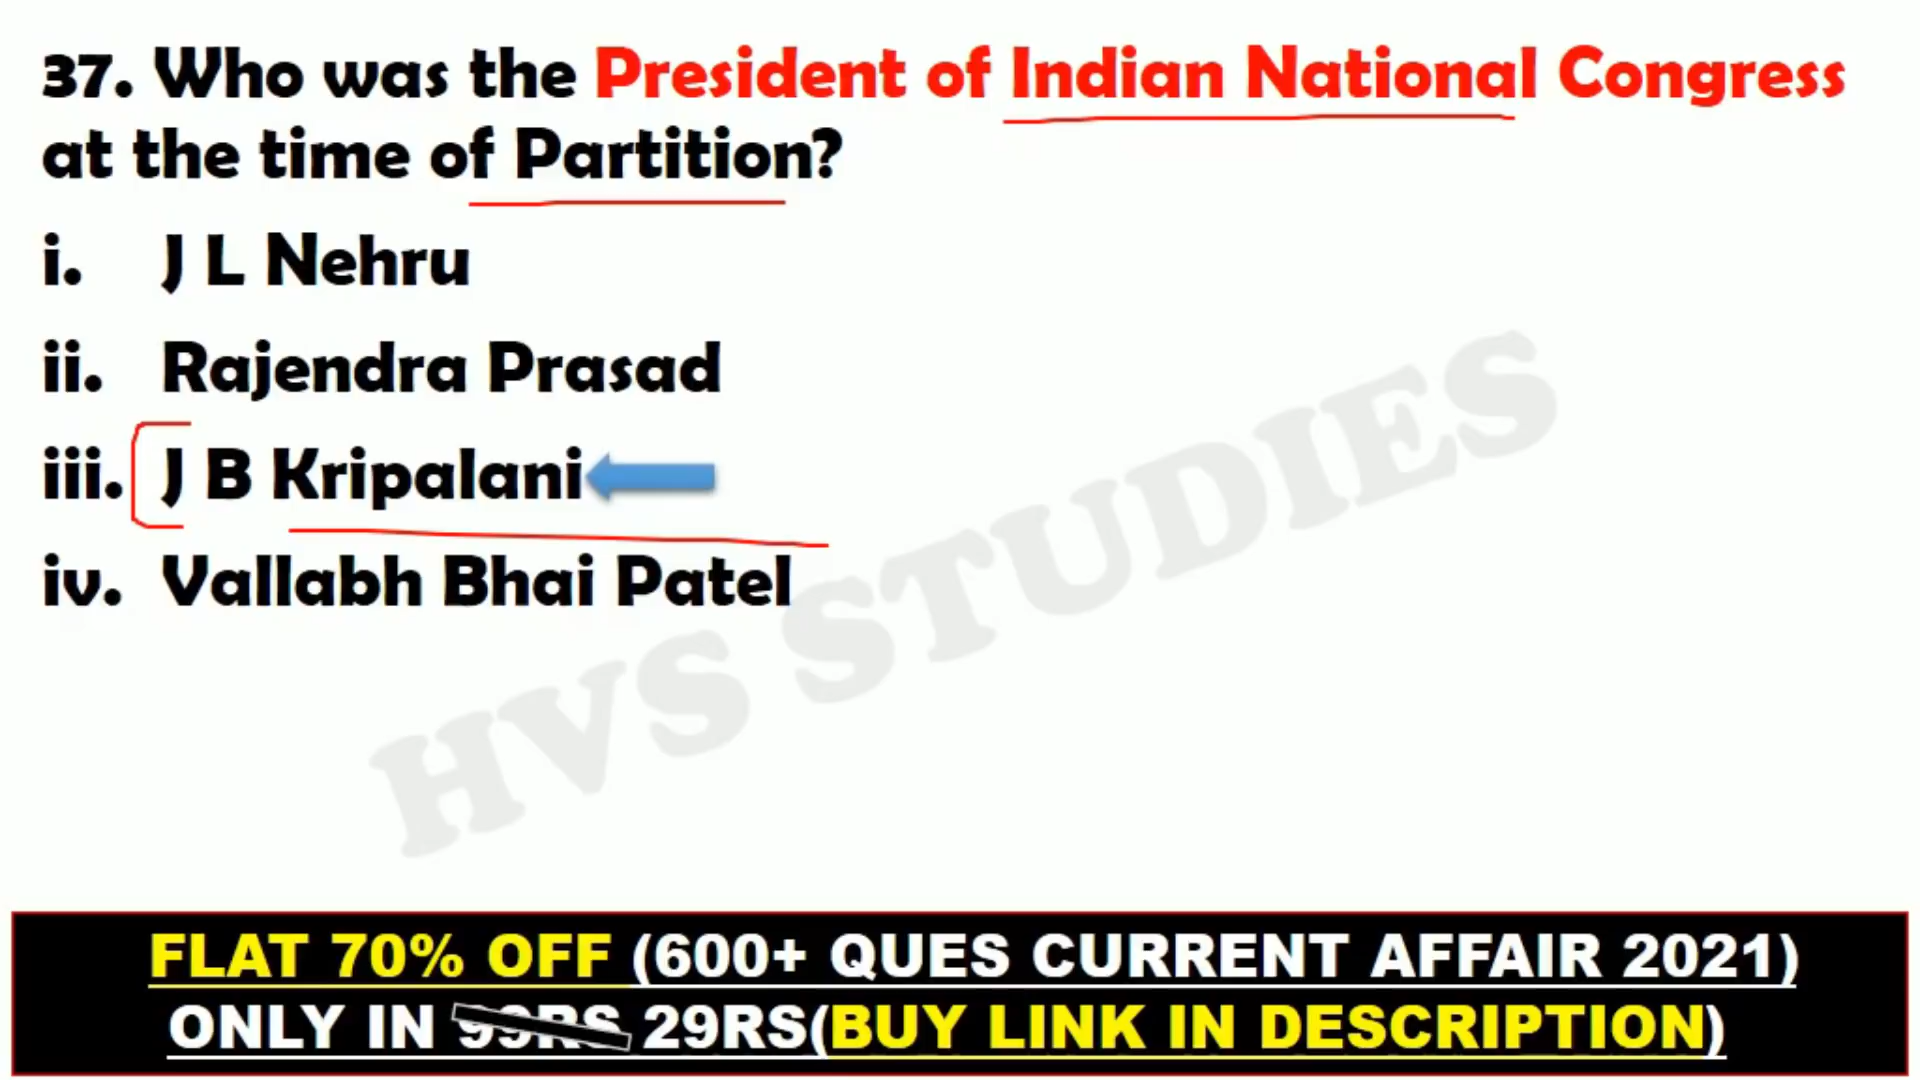 37. Who was the President of Indian National Congress
at the time of Partition?
i. J L Nehru
ii. Rajendra Prasad
iii. J B Kripalani
iv. Vallabh Bhai Patel
HVS STUDIES
FLAT 70% OFF (600+ QUES CURRENT AFFAIR 2021)
ONLY IN 99RS 29RS(BUY LINK IN DESCRIPTION)